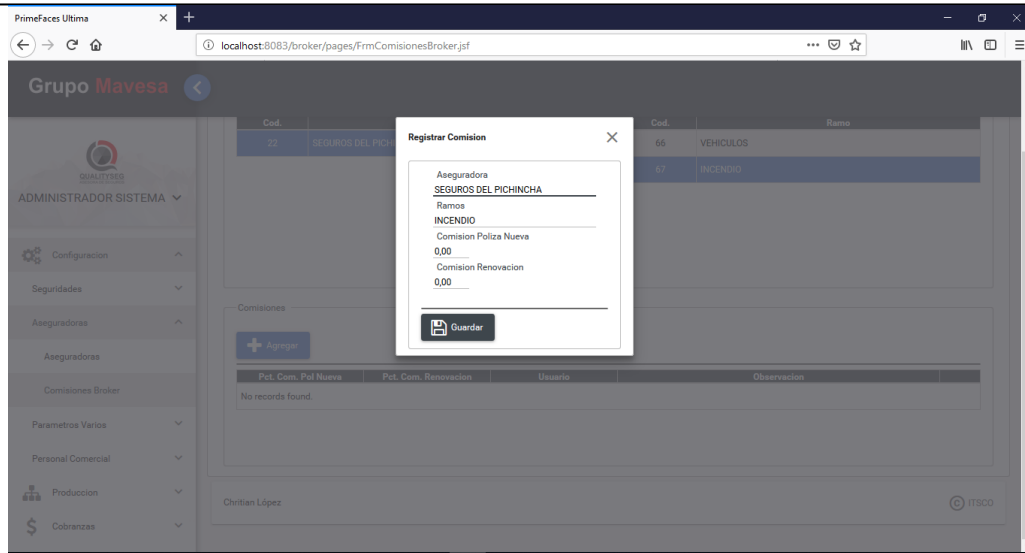 PrimeFaces Ultima
localhost:8083/broker/pages/FrmComisionesBroker.jsf
Grupo Mavesa
QUALITYSEG
ADMINISTRADOR SISTEMA
Configuracion
Seguridades
Aseguradoras
Aseguradoras
Comisiones Broker
Parametros Varios
Personal Comercial
Produccion
Cobranzas
Cod.
22 SEGUROS DEL PICHI
Cod. Ramo
66 VEHICULOS
67 INCENDIO
Registrar Comision
Aseguradora
SEGUROS DEL PICHINCHA
Ramos
INCENDIO
Comision Poliza Nueva
0,00
Comision Renovacion
0,00
Guardar
Comisiones
Agregar
Pct. Com. Pol Nueva Pct. Com. Renovacion Usuario Observacion
No records found.
Chritian López
© ITSCO